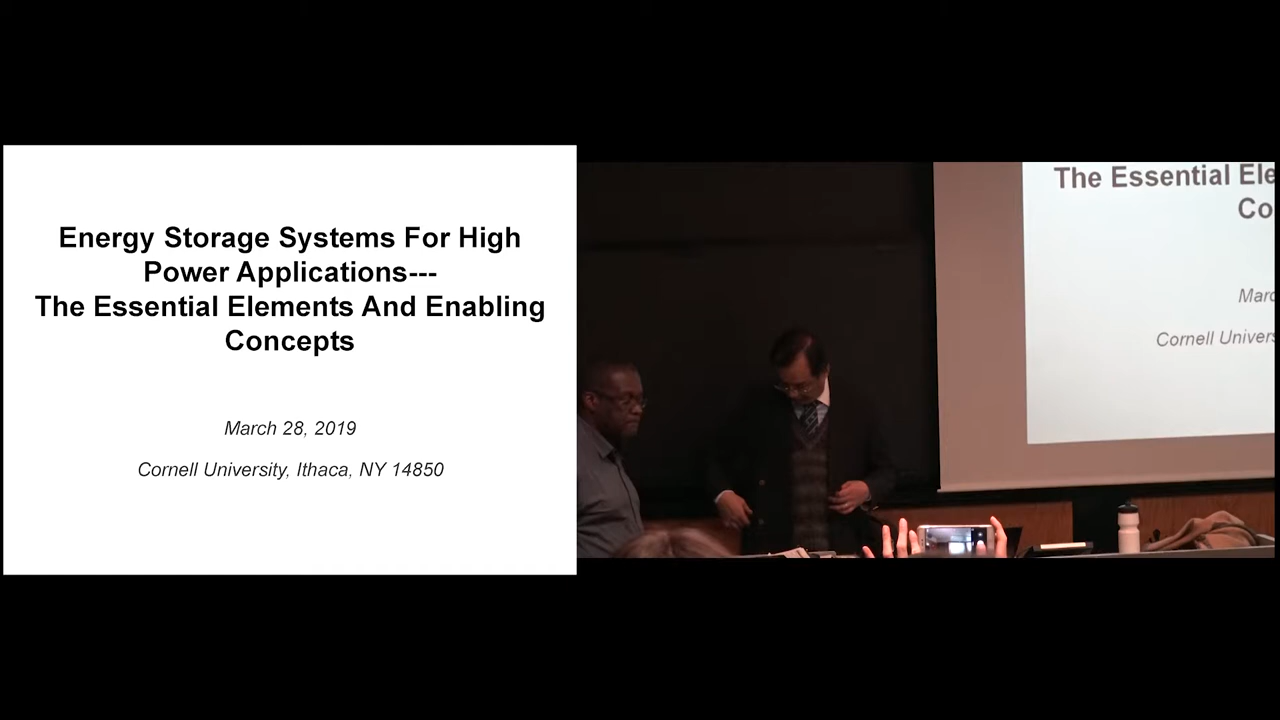 Energy Storage Systems For High
Power Applications---
The Essential Elements And Enabling
Concepts
March 28, 2019
Cornell University, Ithaca, NY 14850
The Essential Ele
Co
Marc
Cornell Univers